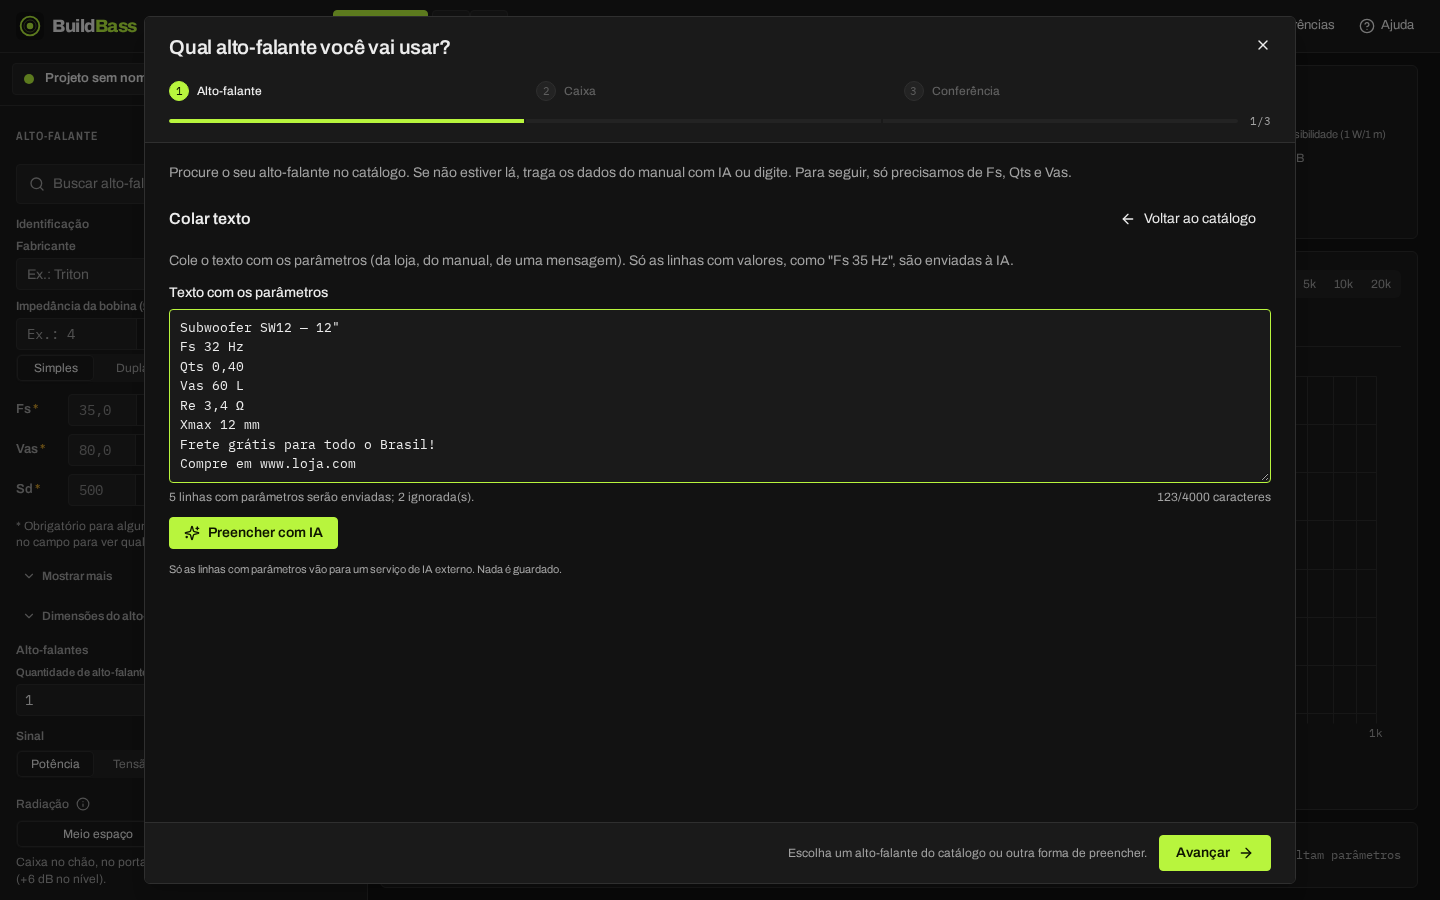 BuildBass
Ajuda
Projeto sem nom
ALTO-FALANTE
Buscar alto-fal
Identificação
Fabricante
Ex.: Triton
Impedância da bobina
Ex.: 4
Simples
Fs*
35,0
Vas*
80,0
Sd*
500
* Obrigatório para algun
no campo para ver qual
Mostrar mais
Dimensões do alto-
Alto-falantes
Quantidade de alto-falante
1
Sinal
Potência
Radiação
Meio espaço
Caixa no chão, no porta
(+6 dB no nível).
Qual alto-falante você vai usar?
1 Alto-falante
2 Caixa
3 Conferência
1/3
Procure o seu alto-falante no catálogo. Se não estiver lá, traga os dados do manual com IA ou digite. Para seguir, só precisamos de Fs, Qts e Vas.
Colar texto
Voltar ao catálogo
Cole o texto com os parâmetros (da loja, do manual, de uma mensagem). Só as linhas com valores, como "Fs 35 Hz", são enviadas à IA.
Texto com os parâmetros
Subwoofer SW12 — 12"
Fs 32 Hz
Qts 0,40
Vas 60 L
Re 3,4 Ω
Xmax 12 mm
Frete grátis para todo o Brasil!
Compre em www.loja.com
5 linhas com parâmetros serão enviadas; 2 ignorada(s).
123/4000 caracteres
Preencher com IA
Só as linhas com parâmetros vão para um serviço de IA externo. Nada é guardado.
Escolha um alto-falante do catálogo ou outra forma de preencher.
Avançar
sibilidade (1 W/1 m)
B
5k 10k 20k
1k
ltam parâmetros